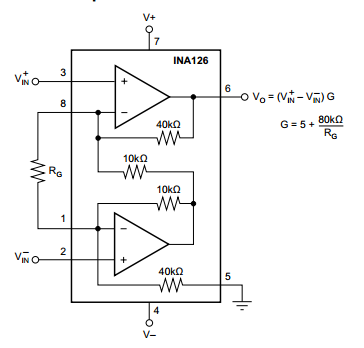 V+
7
INA126
V+IN
3
+
6
VO = (V+IN – V–IN) G
8
–
40kΩ
G = 5 + 80kΩ
RG
10kΩ
RG
10kΩ
1
–
V–IN
2
+
40kΩ
5
4
V–